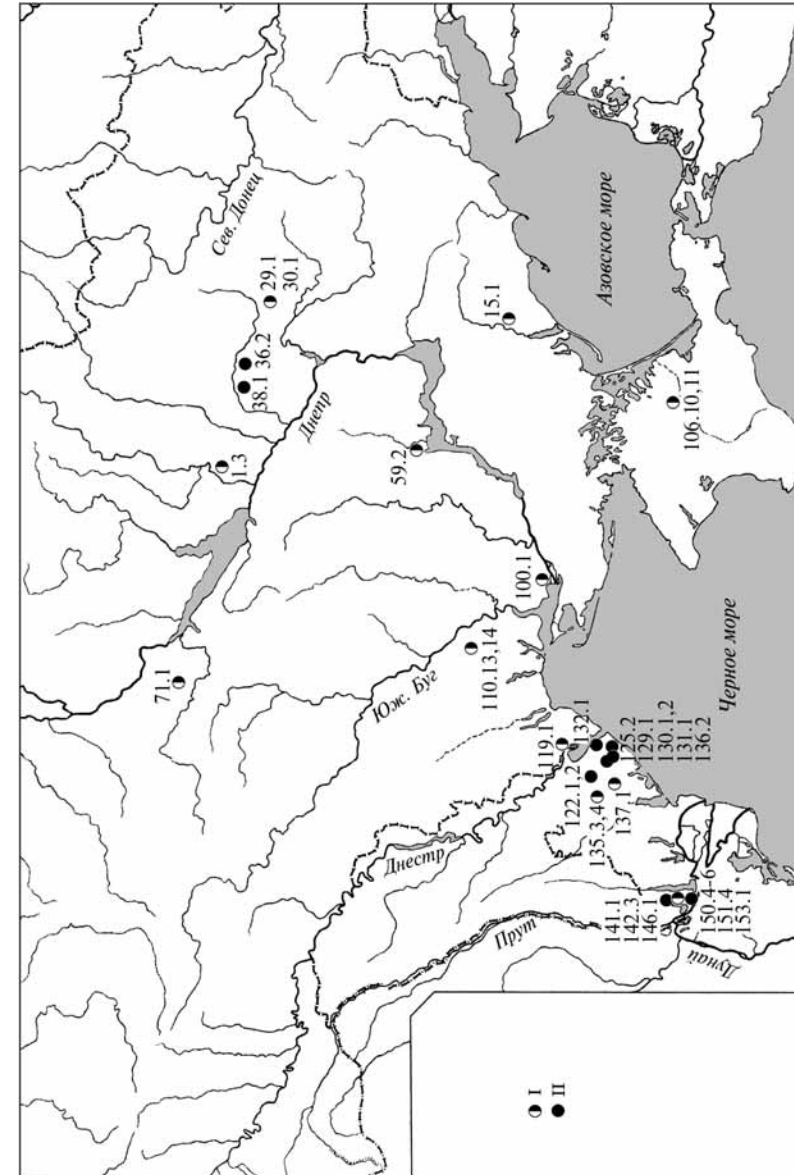 Сев. Донец
29.1
30.1
38.1 36.2
Днепр
1.3
59.2
15.1
Азовское море
106.10,11
100.1
71.1
Юж. Буг
110.13,14
Черное море
119.1
132.1
122.1,2
135.3,4
137.1
125.2
129.1
130.1,2
131.1
136.2
Днестр
Прут
141.1
142.3
146.1
150.4–6
151.4
153.1
Дунай
I
II